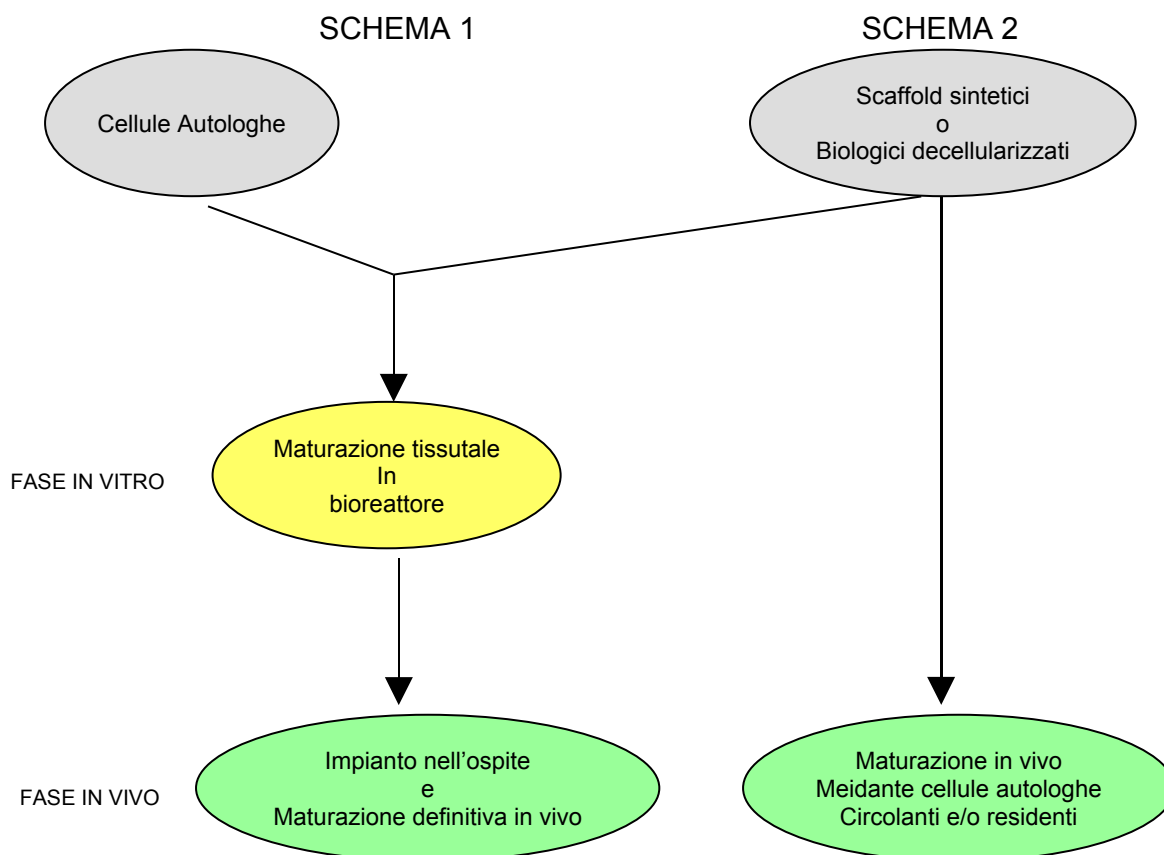 SCHEMA 1
SCHEMA 2
Cellule Autologhe
Scaffold sintetici
o
Biologici decellularizzati
FASE IN VITRO
Maturazione tissutale
In
bioreattore
FASE IN VIVO
Impianto nell'ospite
e
Maturazione definitiva in vivo
Maturazione in vivo
Meidante cellule autologhe
Circolanti e/o residenti